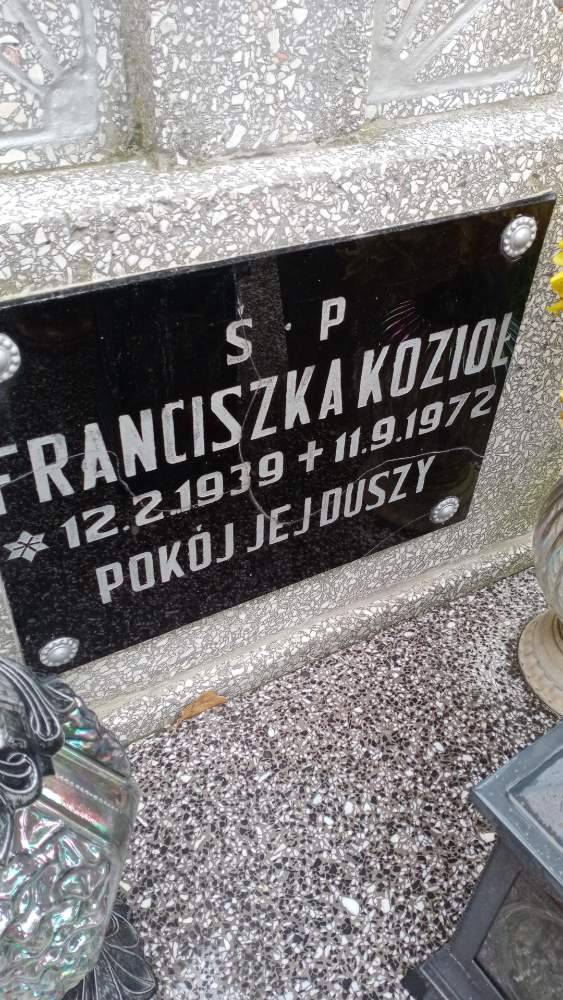 Ś · P
FRANCISZKA KOZIOŁ
* 12.2.1939 + 11.9.1972
POKÓJ JEJ DUSZY